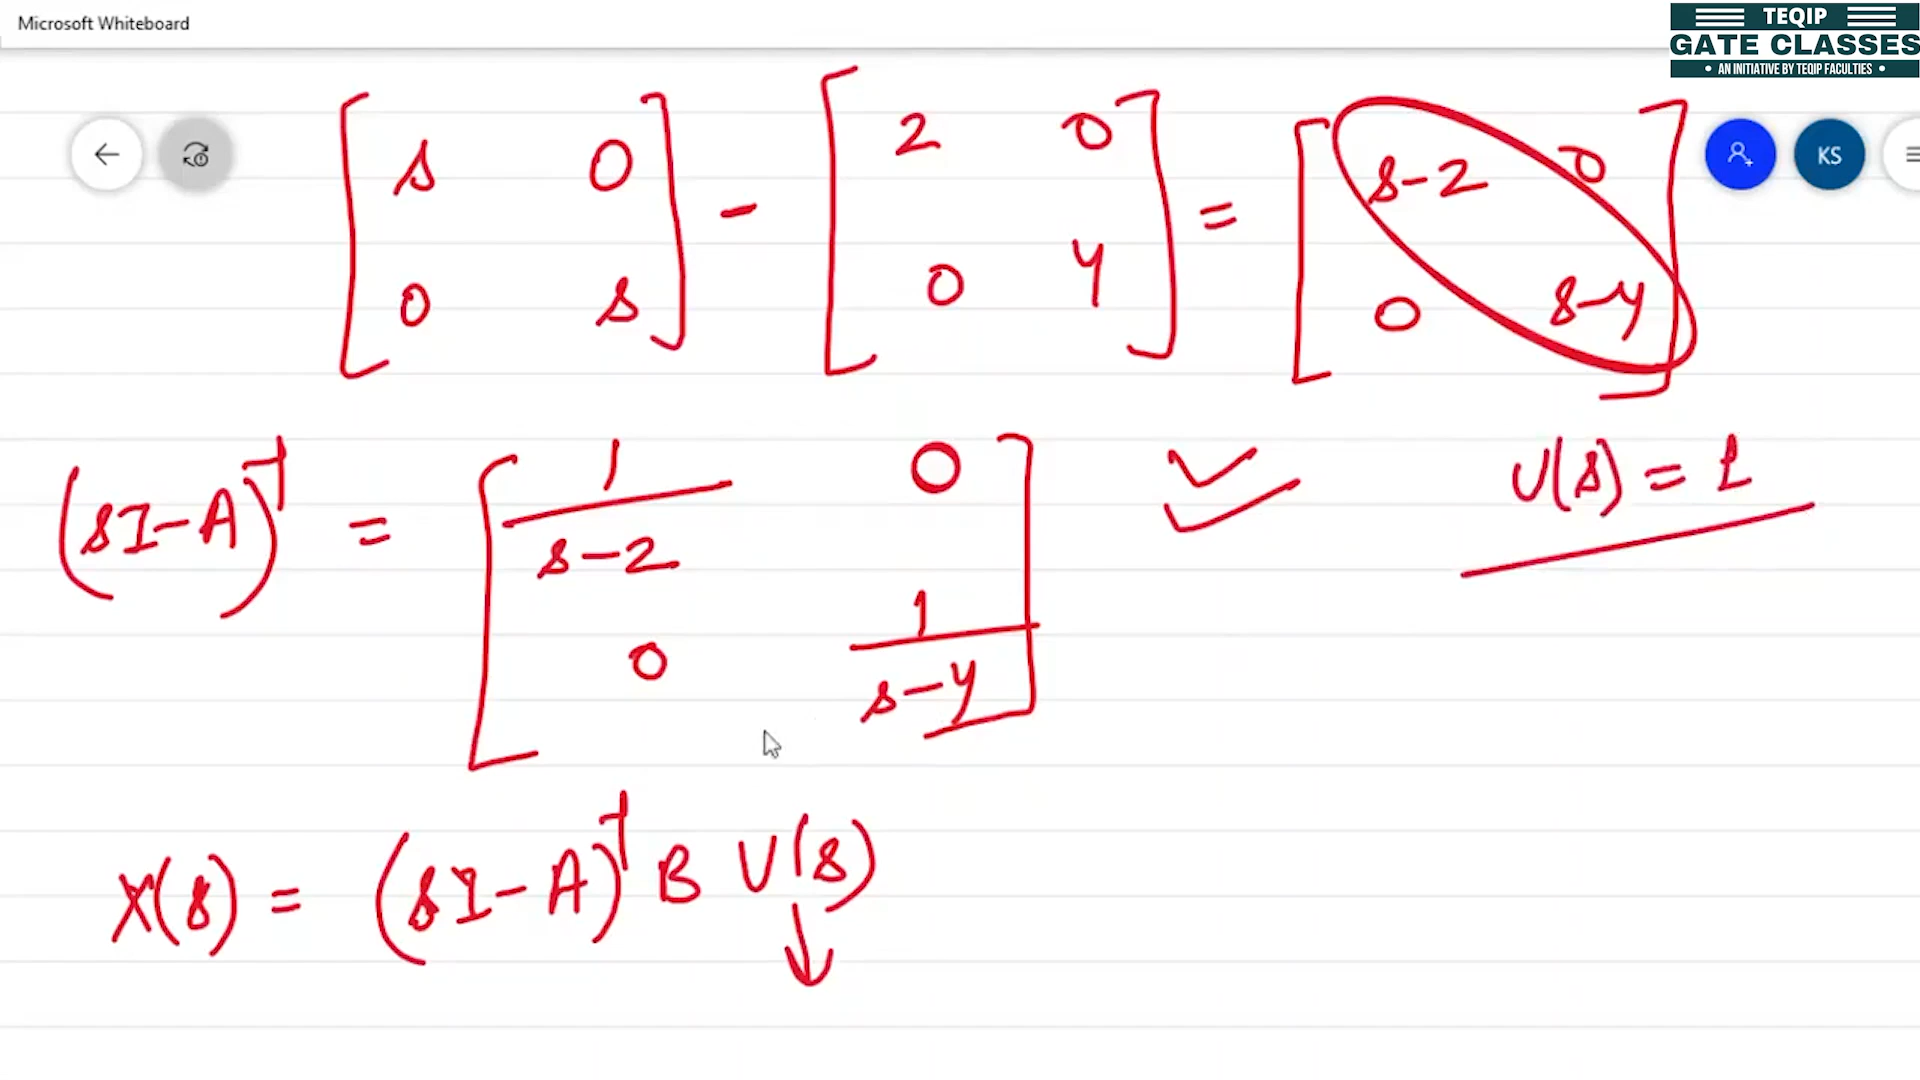 Microsoft Whiteboard
TEQIP
GATE CLASSES
• AN INITIATIVE BY TEQIP FACULTIES •
KS
[s 0; 0 s] - [2 0; 0 4] = [s-2 0; 0 s-4]
(sI-A)⁻¹ = [1/(s-2) 0; 0 1/(s-4)]
U(s) = 1
X(s) = (sI-A)⁻¹ B U(s)
↓